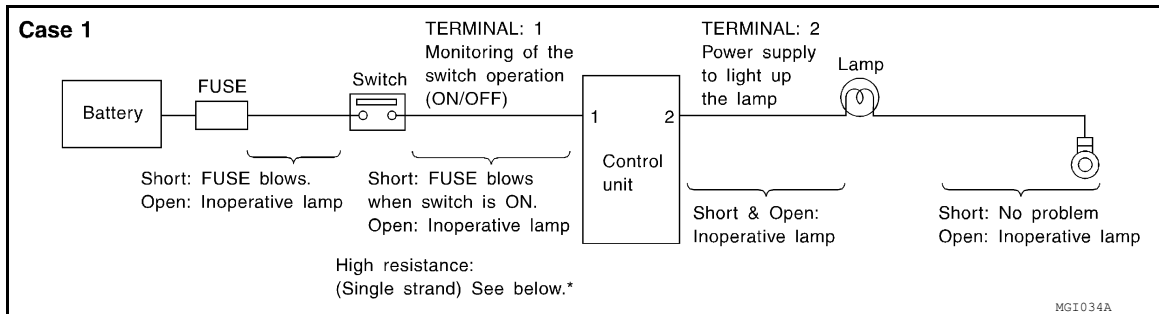 Case 1
TERMINAL: 1
Monitoring of the
switch operation
(ON/OFF)
TERMINAL: 2
Power supply
to light up
the lamp
Battery
FUSE
Switch
1
2
Control
unit
Lamp
Short: FUSE blows.
Open: Inoperative lamp
Short: FUSE blows
when switch is ON.
Open: Inoperative lamp
High resistance:
(Single strand) See below.*
Short & Open:
Inoperative lamp
Short: No problem
Open: Inoperative lamp
MGI034A